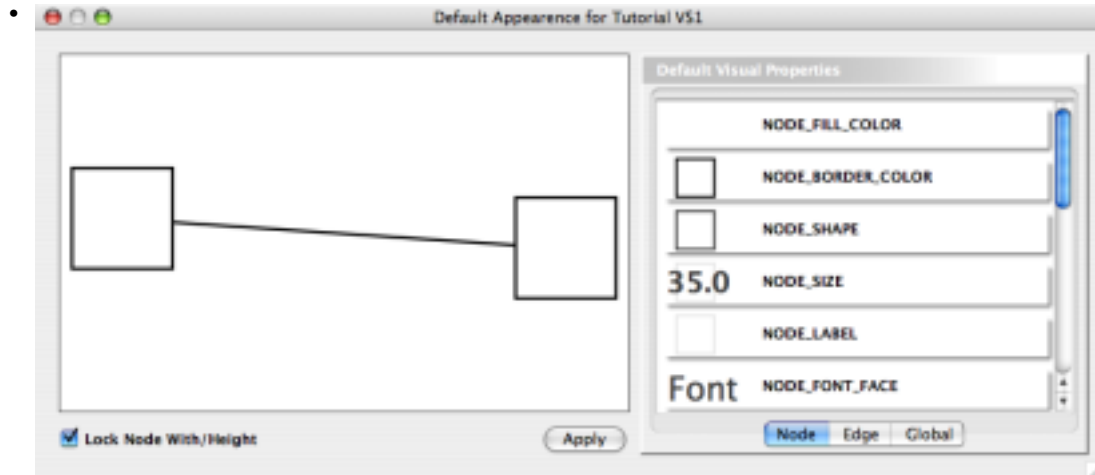 Default Appearence for Tutorial VS1
Default Visual Properties
NODE_FILL_COLOR
NODE_BORDER_COLOR
NODE_SHAPE
35.0 NODE_SIZE
NODE_LABEL
Font NODE_FONT_FACE
Lock Node With/Height
Apply
Node Edge Global